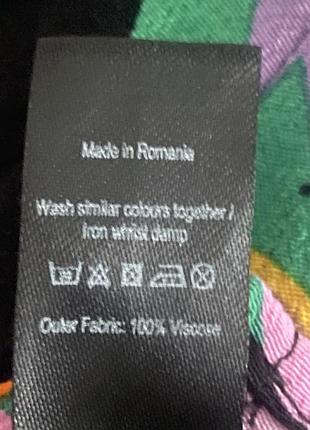 Made in Romania
Wash similar colours together /
Iron whilst damp
Outer Fabric: 100% Viscose